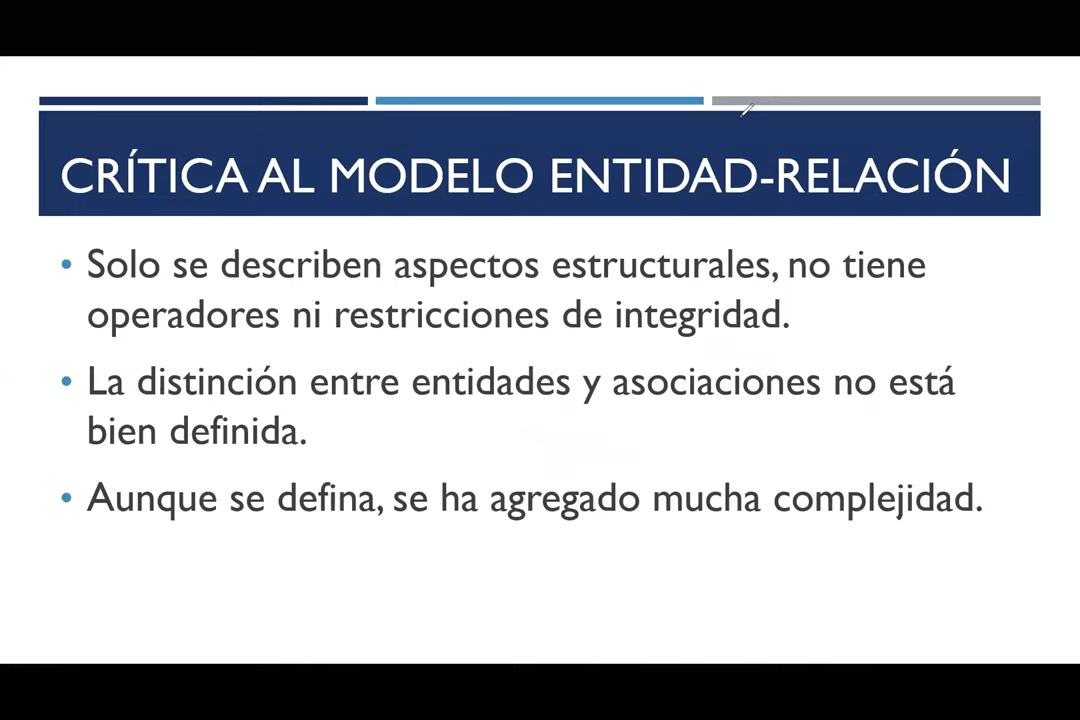 CRÍTICA AL MODELO ENTIDAD-RELACIÓN
• Solo se describen aspectos estructurales, no tiene
operadores ni restricciones de integridad.
• La distinción entre entidades y asociaciones no está
bien definida.
• Aunque se defina, se ha agregado mucha complejidad.